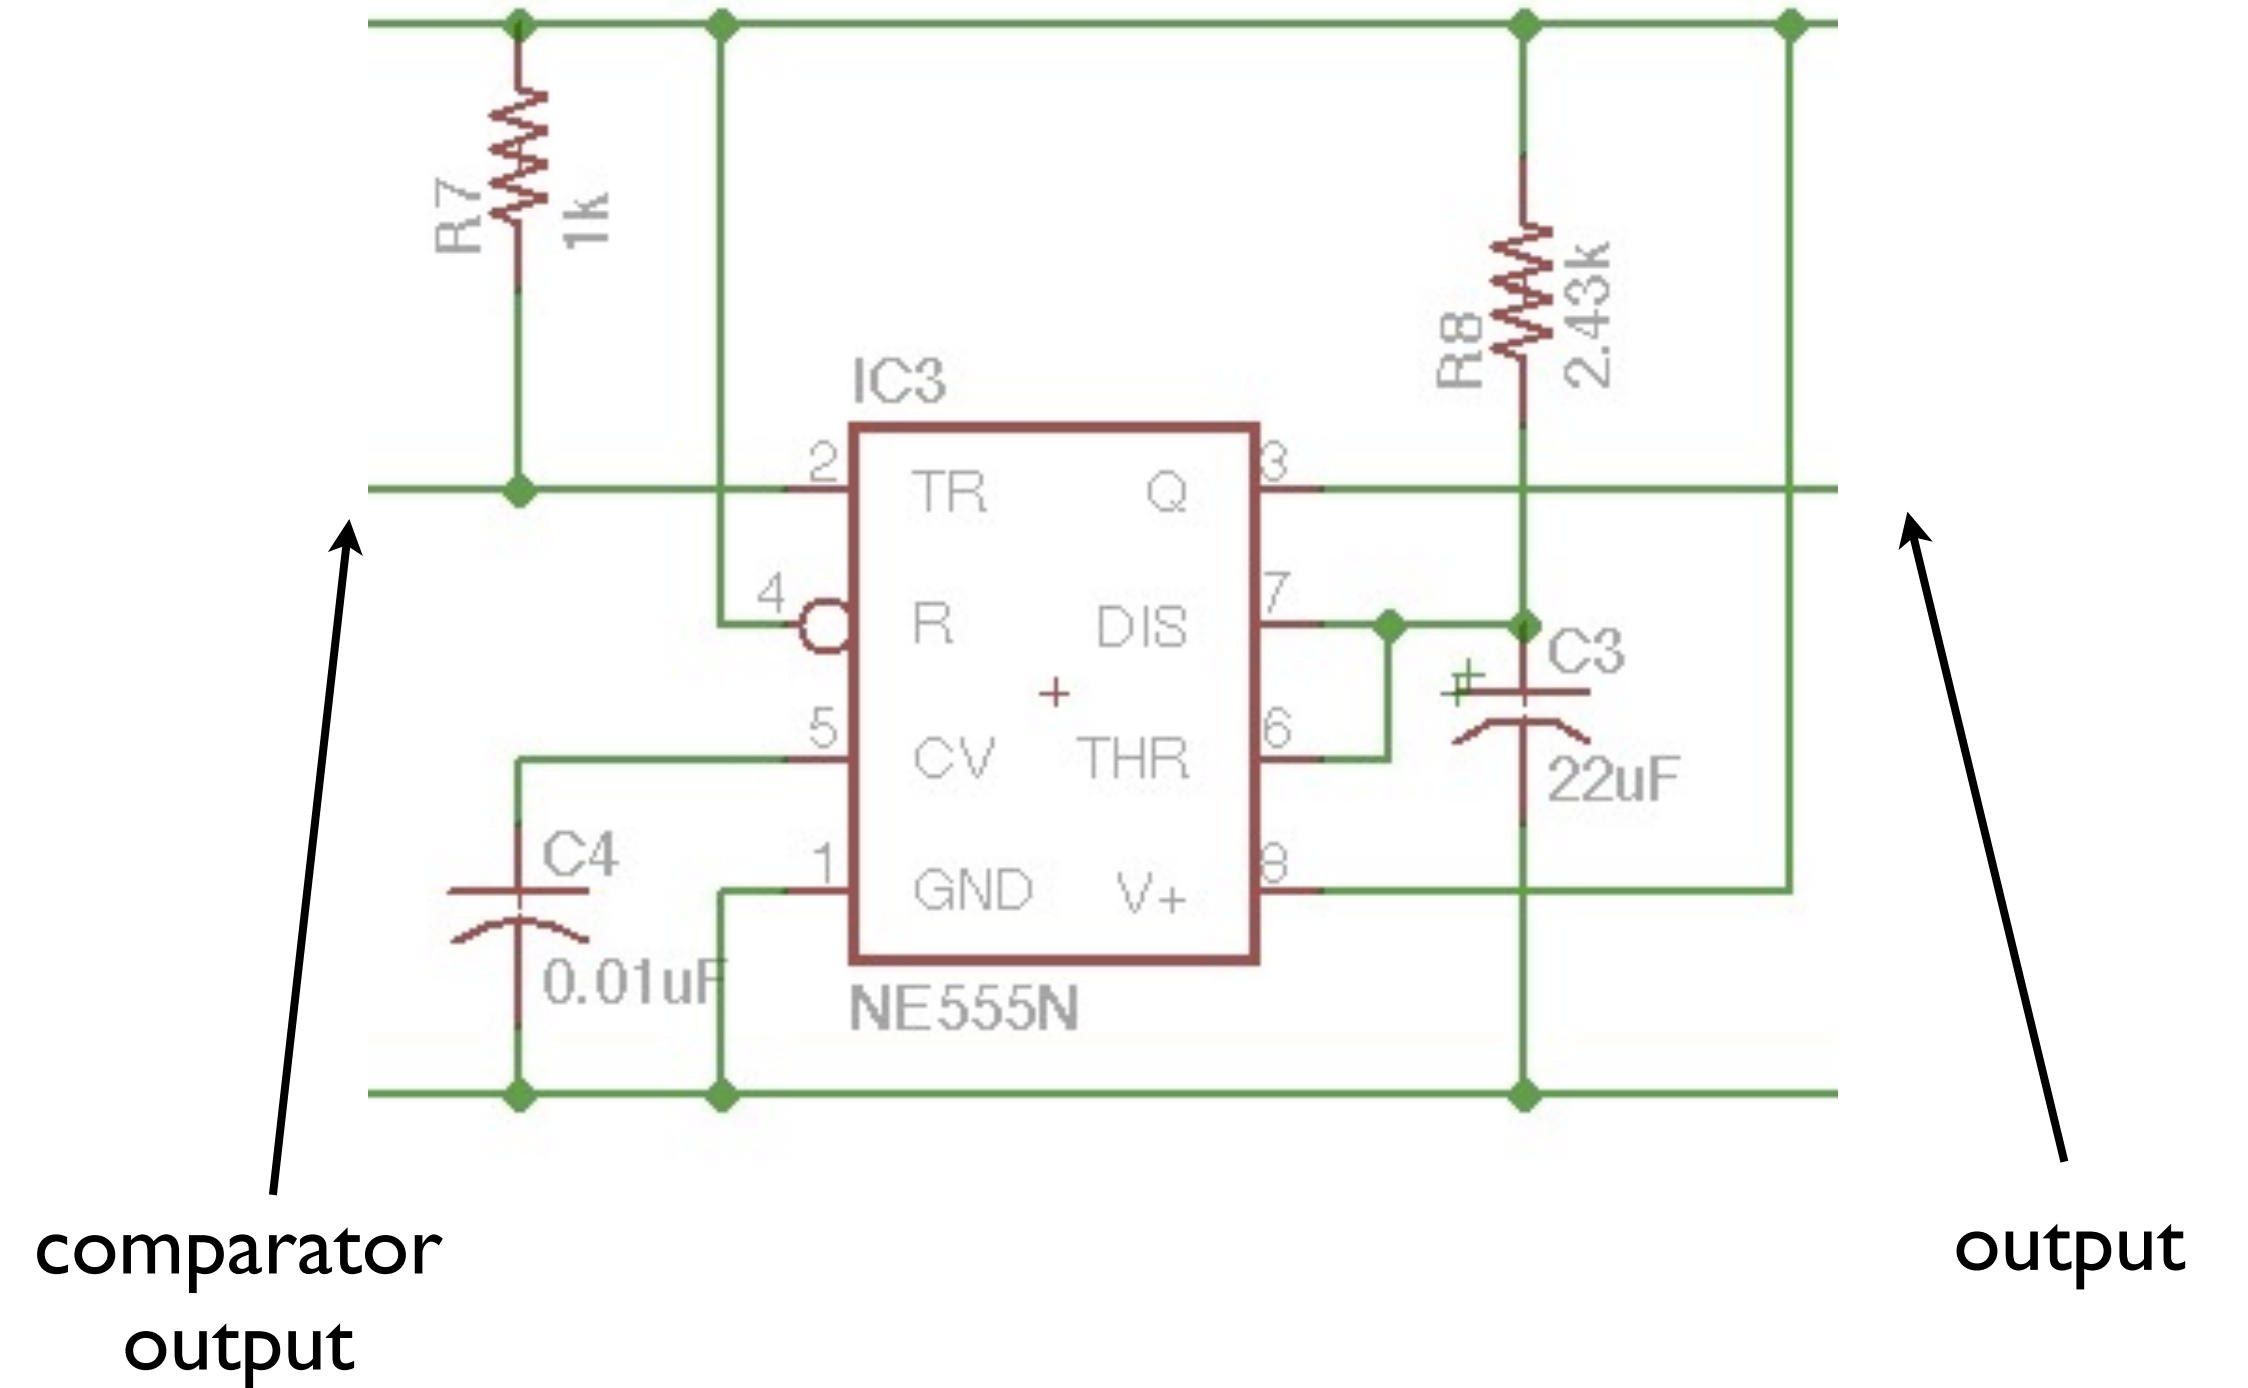 R7
1k
R8
2.43k
IC3
2
TR
Q
3
4
R
DIS
7
C3
5
CV
THR
6
22uF
C4
1
GND
V+
8
0.01uF
NE555N
comparator
output
output